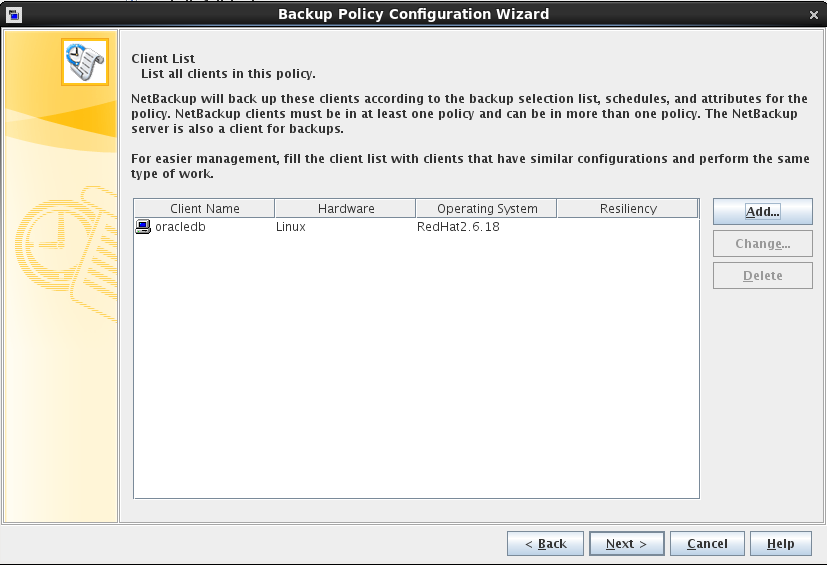 Backup Policy Configuration Wizard
Client List
List all clients in this policy.
NetBackup will back up these clients according to the backup selection list, schedules, and attributes for the
policy. NetBackup clients must be in at least one policy and can be in more than one policy. The NetBackup
server is also a client for backups.
For easier management, fill the client list with clients that have similar configurations and perform the same
type of work.
Client Name Hardware Operating System Resiliency
oracledb Linux RedHat2.6.18
Add...
Change...
Delete
< Back Next > Cancel Help